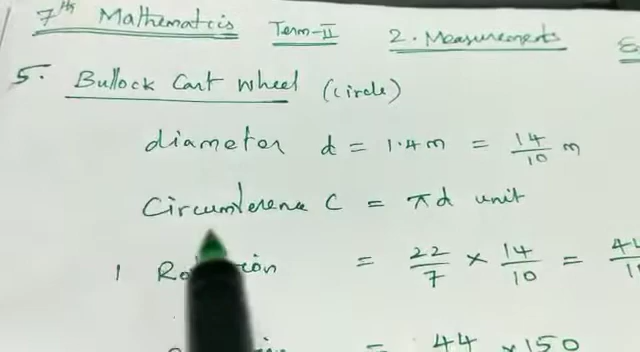 7th Mathematics Term-II 2. Measurements
5. Bullock Cart wheel (circle)
diameter d = 1.4m = 14/10 m
Circumference C = πd unit
1 = 22/7 × 14/10 =
= 44 × 150